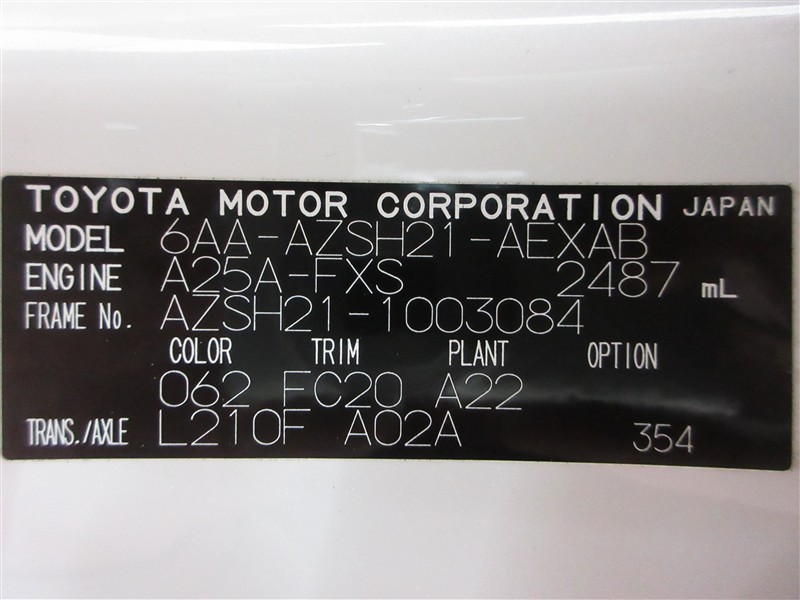 TOYOTA MOTOR CORPORATION JAPAN
MODEL 6AA-AZSH21-AEXAB
ENGINE A25A-FXS 2487 mL
FRAME No. AZSH21-1003084
COLOR TRIM PLANT OPTION
062 FC20 A22
TRANS./AXLE L210F A02A 354